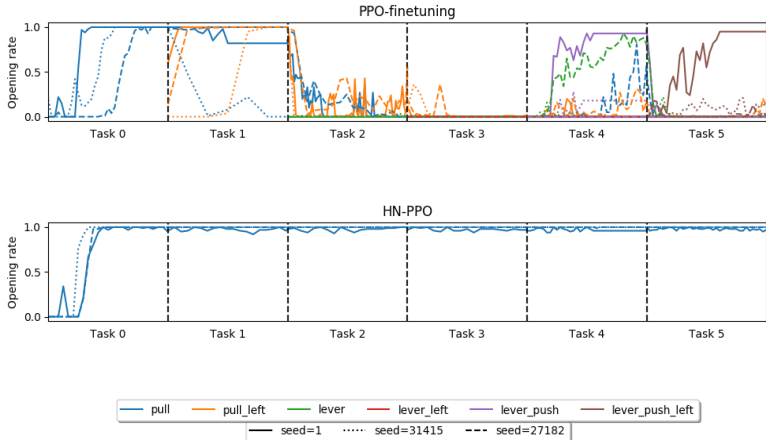 PPO-finetuning
Opening rate
1.0
0.5
0.0
Task 0 Task 1 Task 2 Task 3 Task 4 Task 5
HN-PPO
Opening rate
1.0
0.5
0.0
Task 0 Task 1 Task 2 Task 3 Task 4 Task 5
pull pull_left lever lever_left lever_push lever_push_left
seed=1 seed=31415 seed=27182